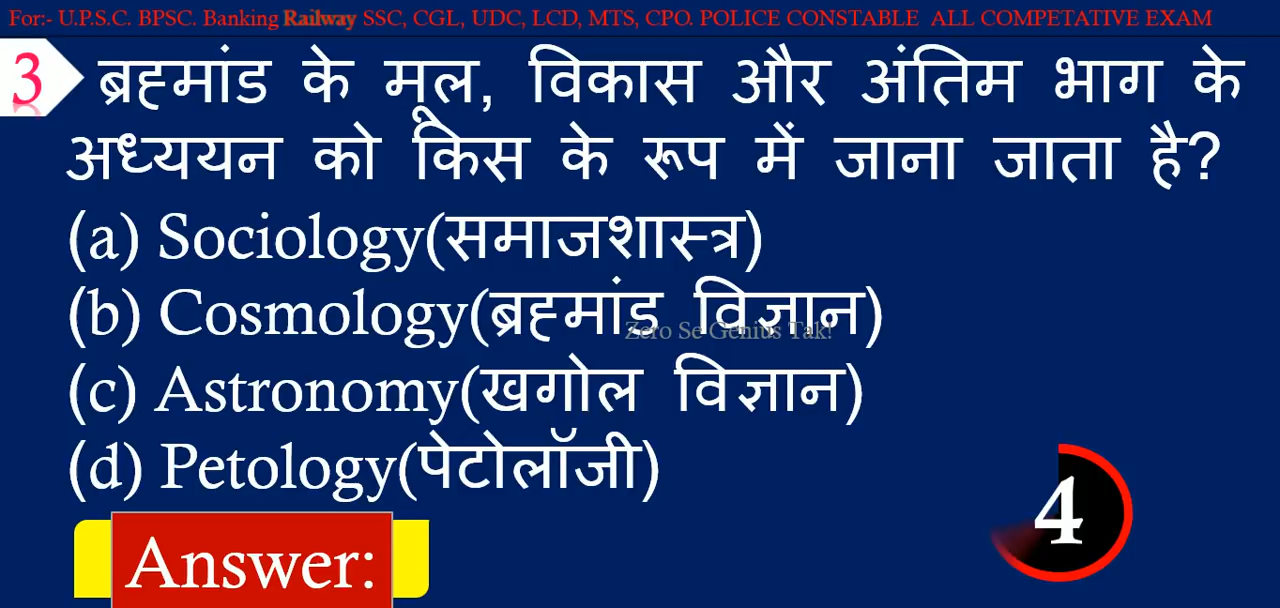 For:- U.P.S.C. BPSC. Banking Railway SSC, CGL, UDC, LCD, MTS, CPO. POLICE CONSTABLE ALL COMPETATIVE EXAM
3 ब्रह्मांड के मूल, विकास और अंतिम भाग के
अध्ययन को किस के रूप में जाना जाता है?
(a) Sociology(समाजशास्त्र)
(b) Cosmology(ब्रह्मांड विज्ञान)
Zero Se Genius Tak!
(c) Astronomy(खगोल विज्ञान)
(d) Petology(पेटोलॉजी)
4
Answer: